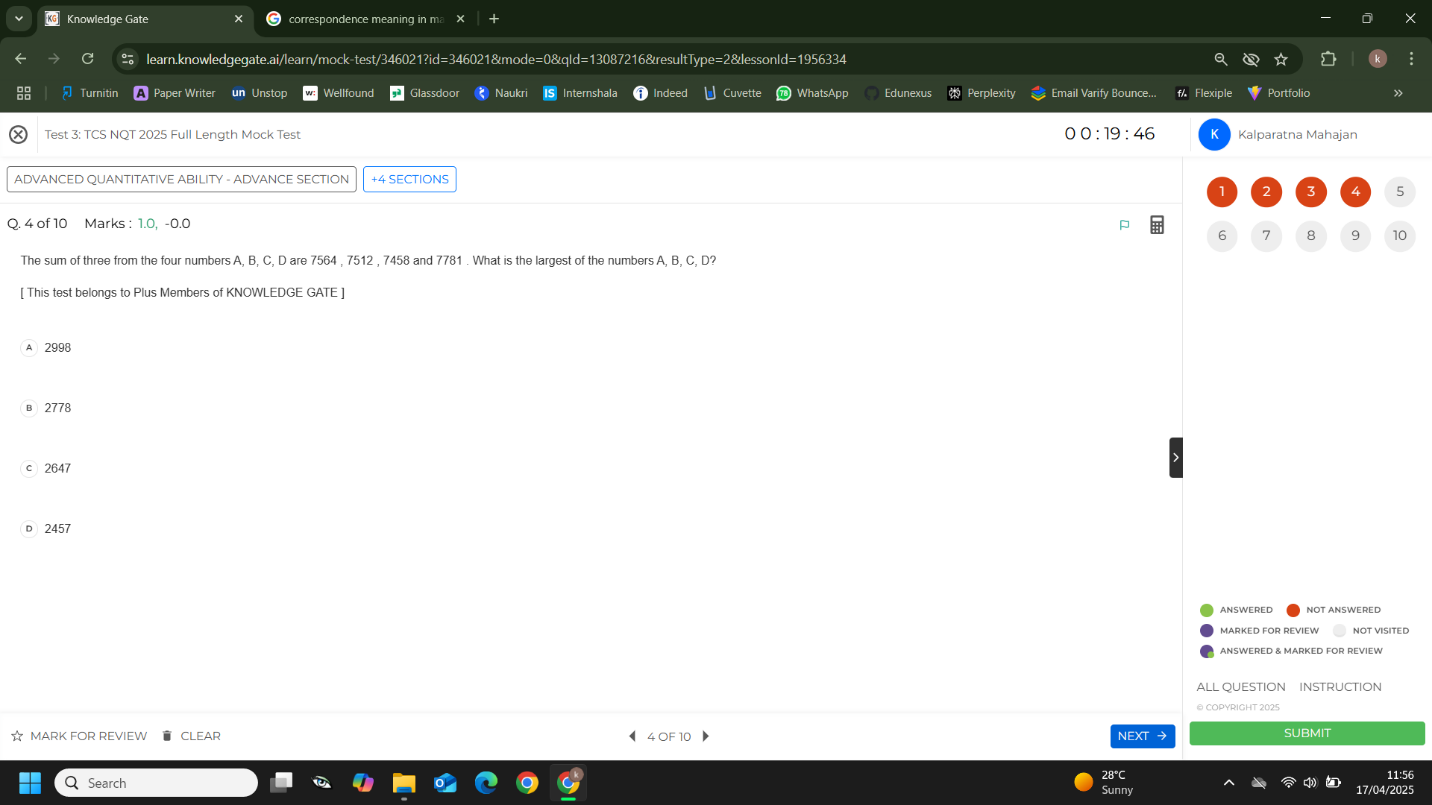 Knowledge Gate
correspondence meaning in ma
learn.knowledgegate.ai/learn/mock-test/346021?id=346021&mode=0&qId=13087216&resultType=2&lessonId=1956334
k
Turnitin
A Paper Writer
un Unstop
w: Wellfound
Glassdoor
Naukri
IS Internshala
Indeed
Cuvette
WhatsApp
Edunexus
Perplexity
Email Varify Bounce...
Flexiple
Portfolio
»
Test 3: TCS NQT 2025 Full Length Mock Test
0 0 : 19 : 46
K Kalparatna Mahajan
ADVANCED QUANTITATIVE ABILITY - ADVANCE SECTION
+4 SECTIONS
1 2 3 4 5
6 7 8 9 10
Q. 4 of 10 Marks : 1.0, -0.0
The sum of three from the four numbers A, B, C, D are 7564 , 7512 , 7458 and 7781 . What is the largest of the numbers A, B, C, D?
[ This test belongs to Plus Members of KNOWLEDGE GATE ]
A 2998
B 2778
C 2647
D 2457
ANSWERED NOT ANSWERED
MARKED FOR REVIEW NOT VISITED
ANSWERED & MARKED FOR REVIEW
ALL QUESTION INSTRUCTION
© COPYRIGHT 2025
SUBMIT
MARK FOR REVIEW CLEAR
4 OF 10
NEXT
Search
28°C
Sunny
11:56
17/04/2025